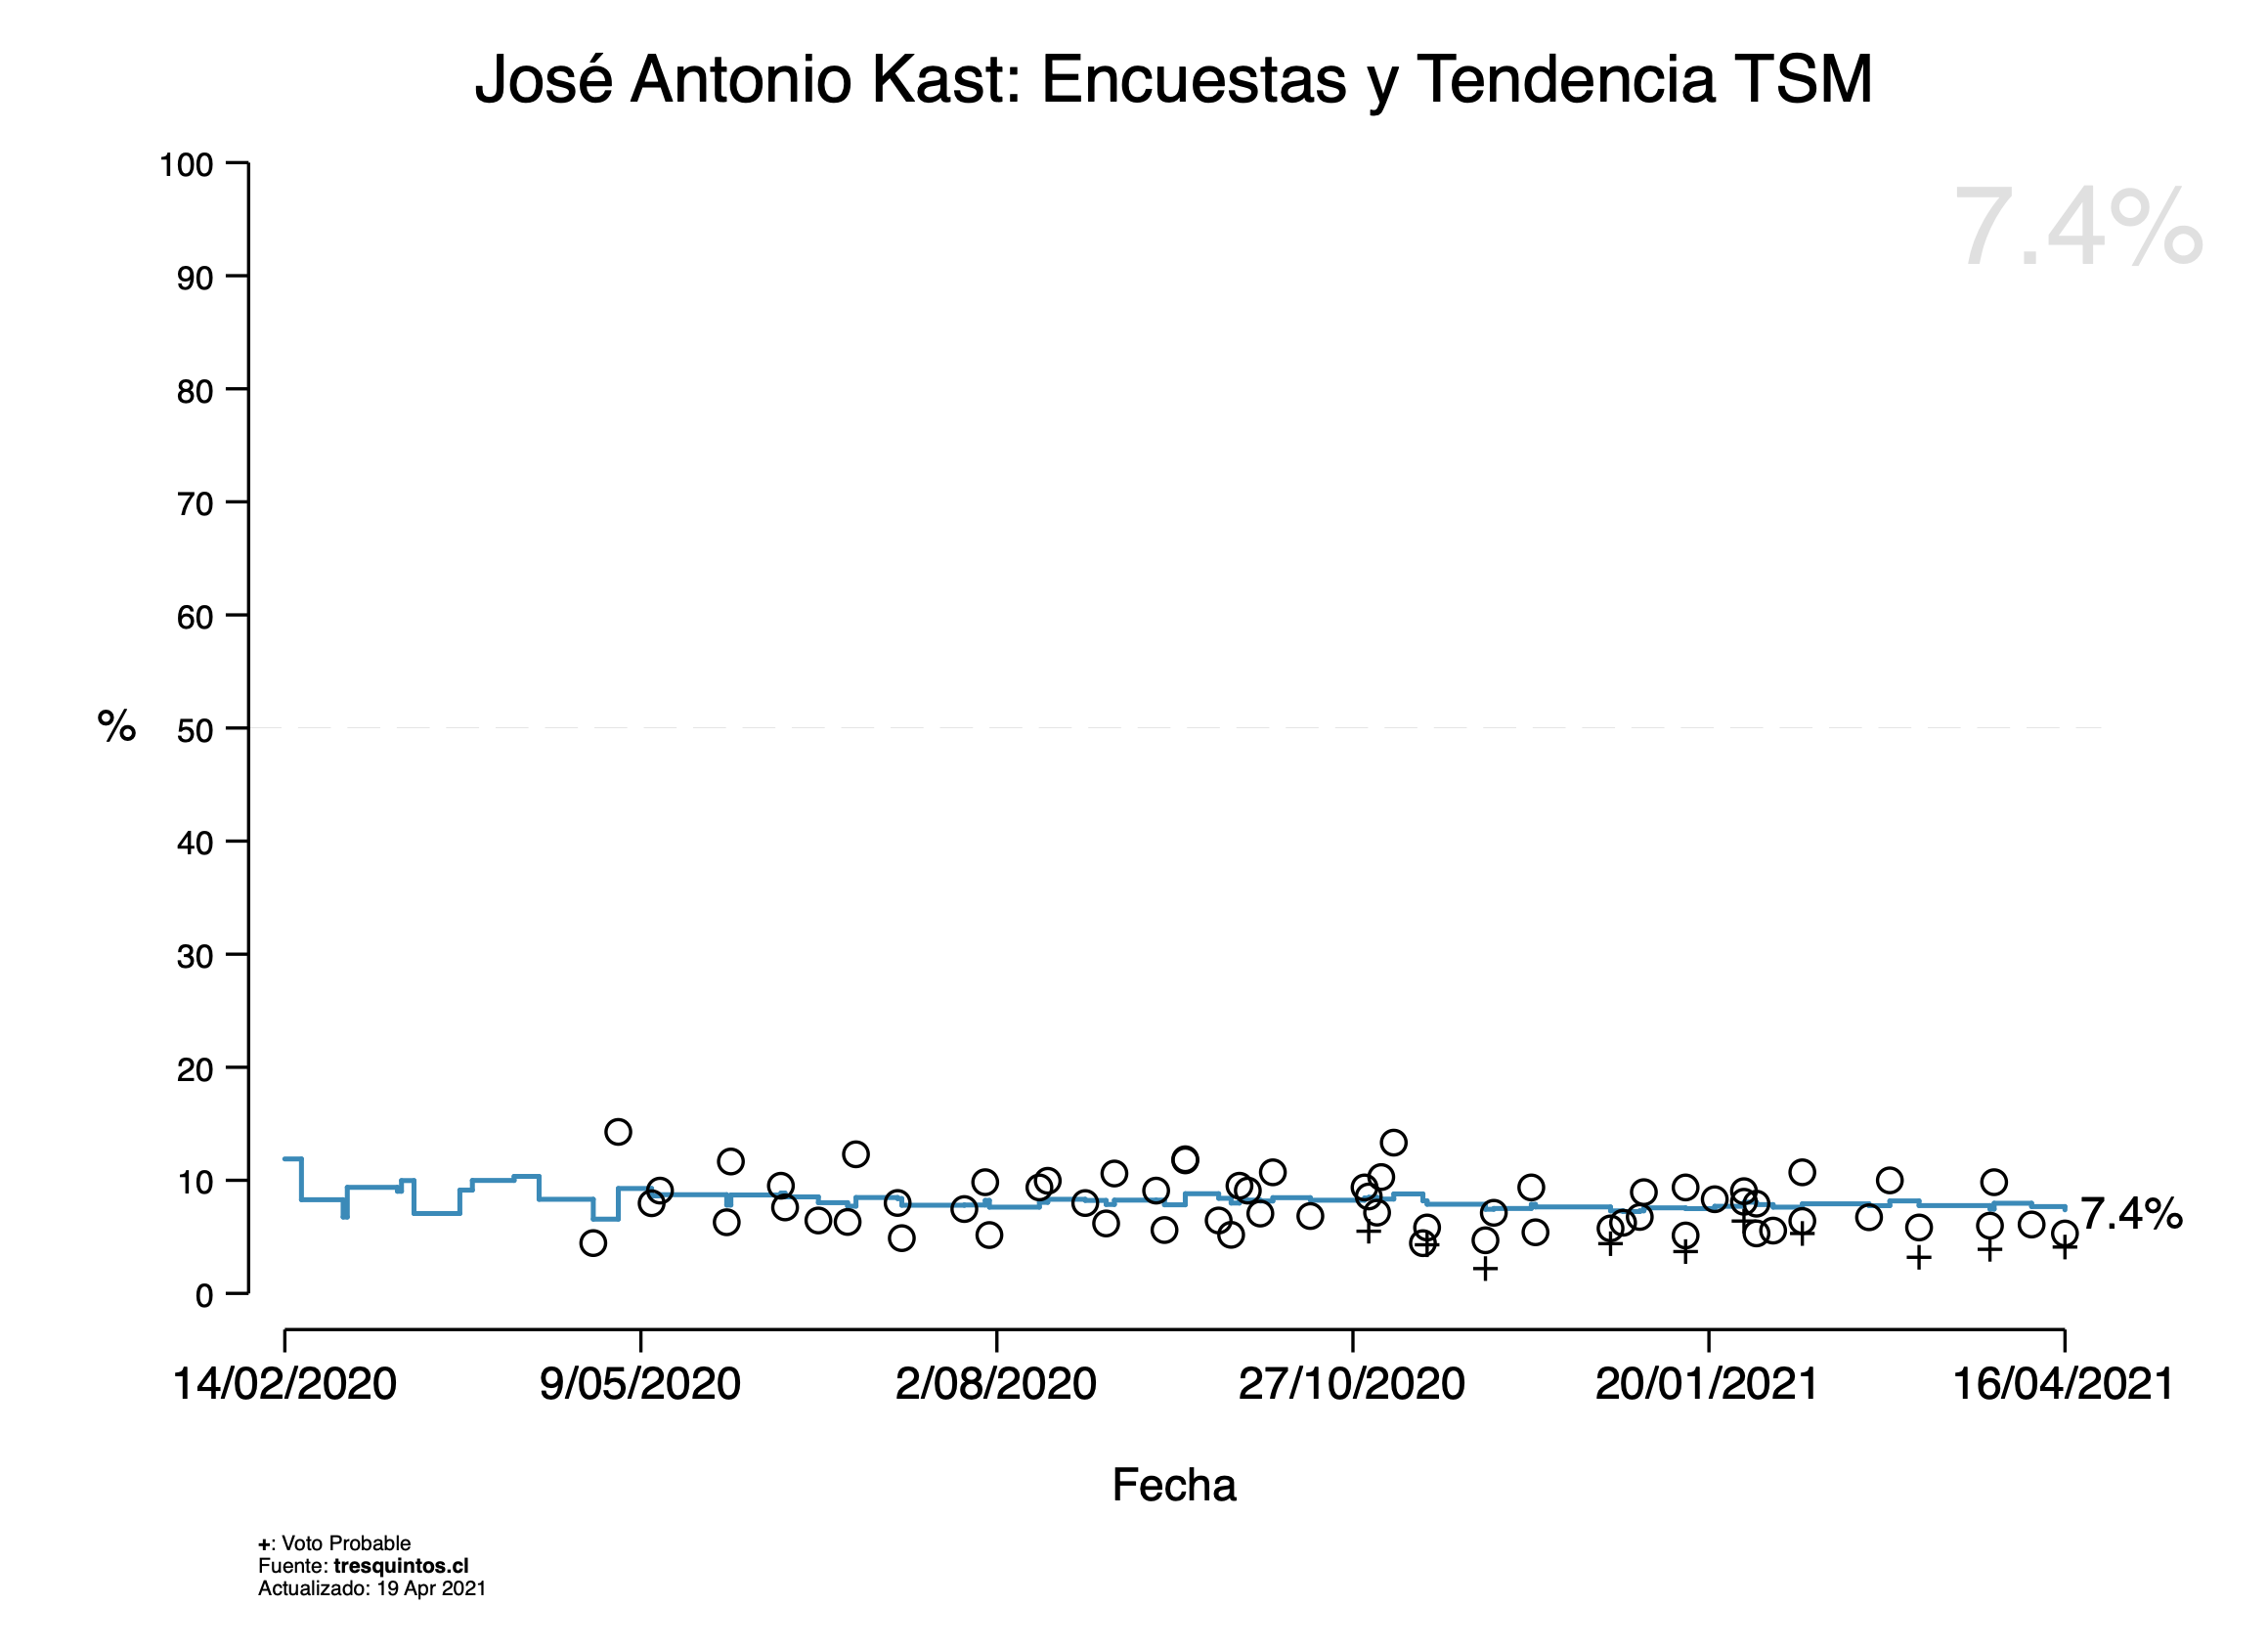 José Antonio Kast: Encuestas y Tendencia TSM
7.4%
100
90
80
70
60
% 50
40
30
20
10
7.4%
0
14/02/2020 9/05/2020 2/08/2020 27/10/2020 20/01/2021 16/04/2021
Fecha
+: Voto Probable
Fuente: tresquintos.cl
Actualizado: 19 Apr 2021